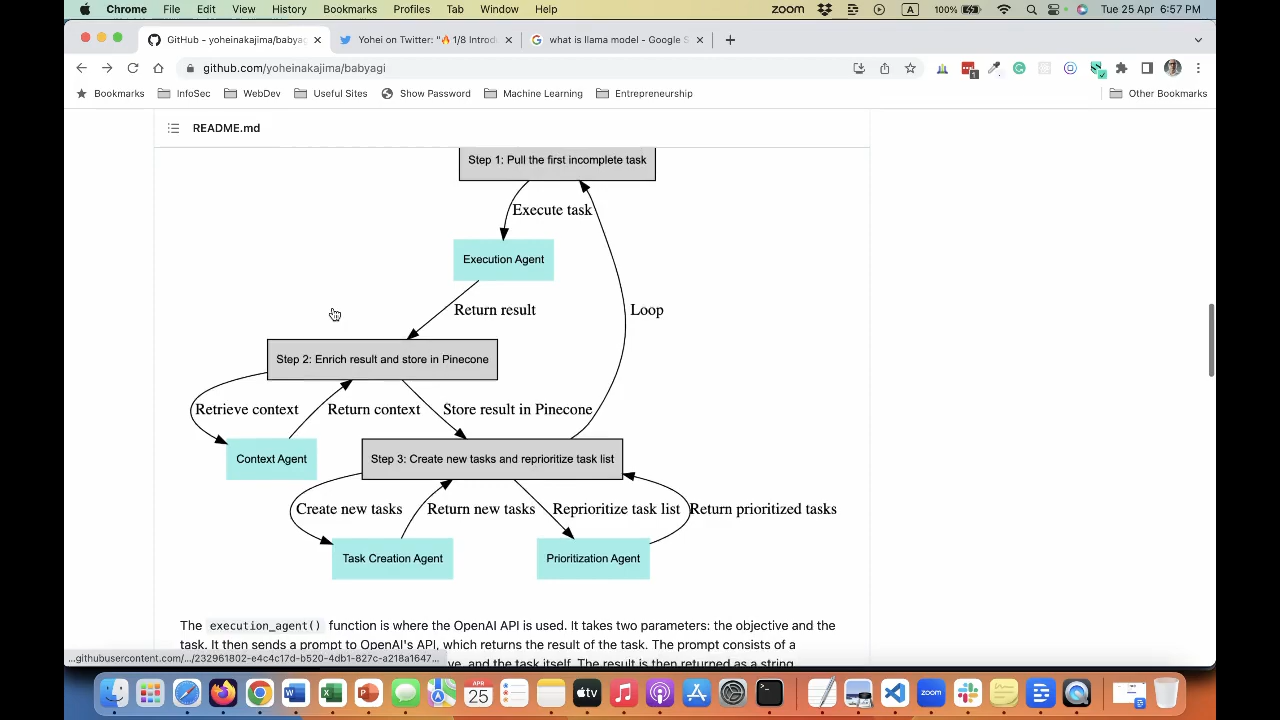 Chrome File Edit View History Bookmarks Profiles Tab Window Help zoom A 100% Tue 25 Apr 6:57 PM
GitHub - yoheinakajima/babyag Yohei on Twitter: "🔥1/8 Introdu what is llama model - Google S
github.com/yoheinakajima/babyagi
Bookmarks InfoSec WebDev Useful Sites Show Password Machine Learning Entrepreneurship Other Bookmarks
README.md
Step 1: Pull the first incomplete task
Execute task
Execution Agent
Return result
Loop
Step 2: Enrich result and store in Pinecone
Retrieve context
Return context
Store result in Pinecone
Context Agent
Step 3: Create new tasks and reprioritize task list
Create new tasks
Return new tasks
Reprioritize task list
Return prioritized tasks
Task Creation Agent
Prioritization Agent
The execution_agent() function is where the OpenAI API is used. It takes two parameters: the objective and the
task. It then sends a prompt to OpenAI's API, which returns the result of the task. The prompt consists of a
...githubusercontent.com/.../232961802-e4c4c17d-b520-4db1-827c-a218a1647...
ve, and the task itself. The result is then returned as a string
APR
25
tv
zoom